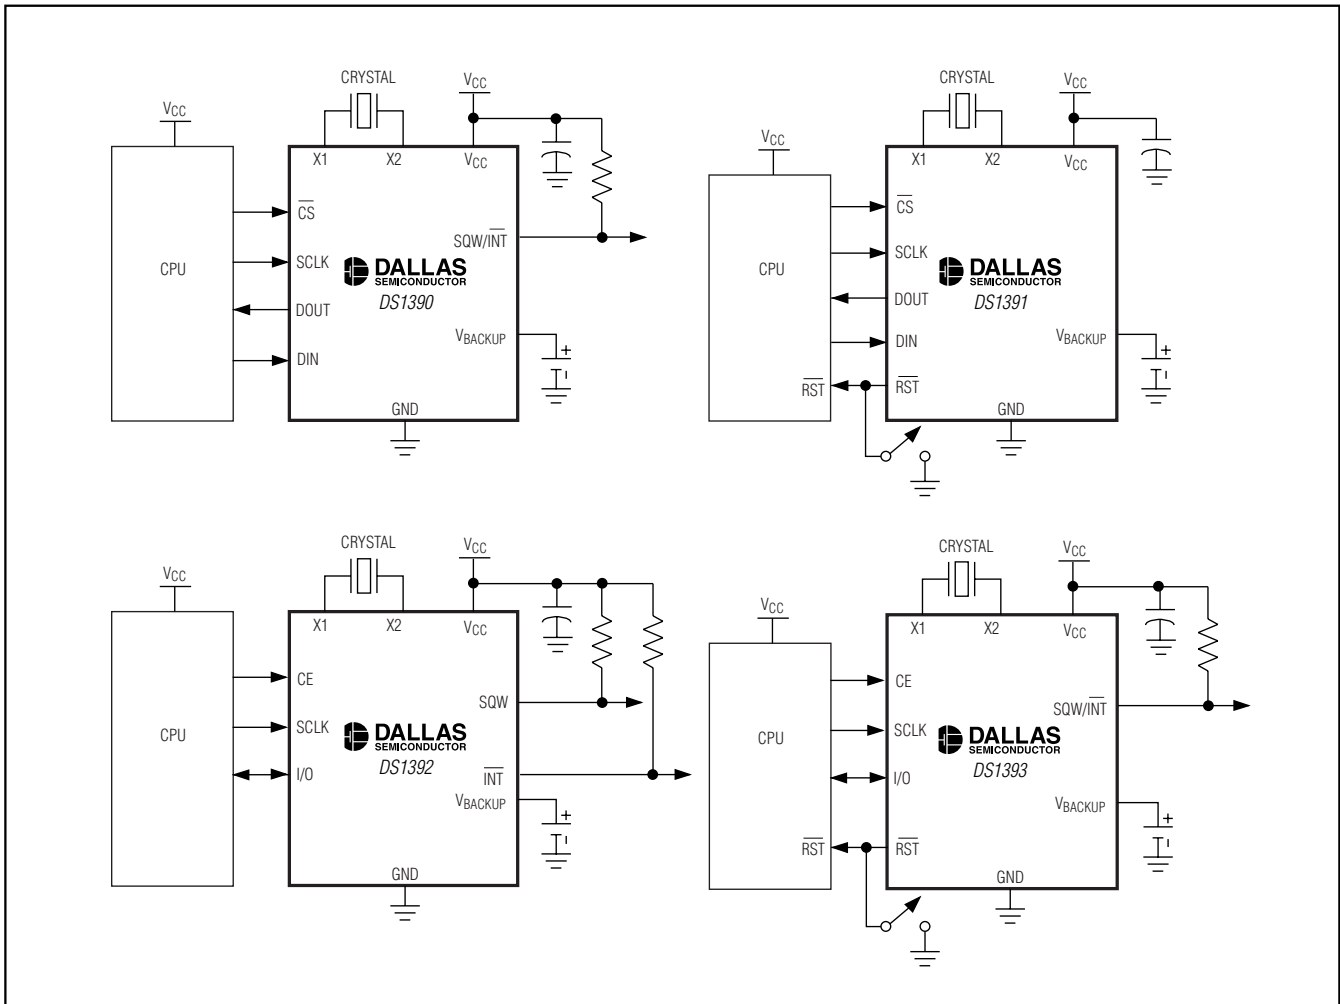 CRYSTAL
VCC
VCC
X1
X2
VCC
CS
SCLK
DOUT
DIN
CPU
DALLAS
SEMICONDUCTOR
DS1390
SQW/INT
VBACKUP
+
GND
CRYSTAL
VCC
VCC
X1
X2
VCC
CS
SCLK
DOUT
DIN
RST
RST
CPU
DALLAS
SEMICONDUCTOR
DS1391
VBACKUP
+
GND
CRYSTAL
VCC
VCC
X1
X2
VCC
CE
SCLK
I/O
CPU
DALLAS
SEMICONDUCTOR
DS1392
SQW
INT
VBACKUP
+
GND
CRYSTAL
VCC
VCC
X1
X2
VCC
CE
SCLK
I/O
RST
RST
CPU
DALLAS
SEMICONDUCTOR
DS1393
SQW/INT
VBACKUP
+
GND